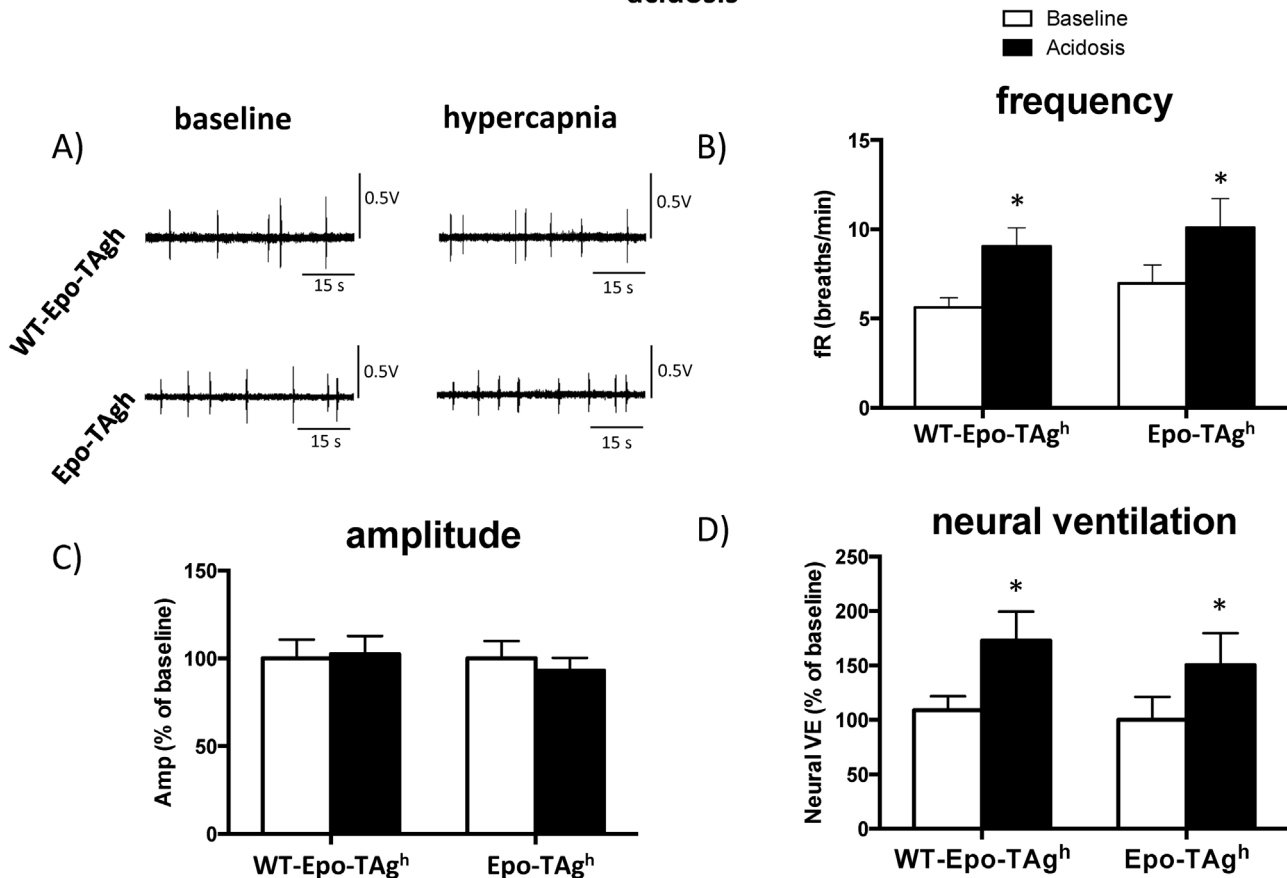 acidosis
Baseline
Acidosis
A)
baseline
hypercapnia
WT-Epo-TAgh
0.5V
15 s
0.5V
15 s
Epo-TAgh
0.5V
15 s
0.5V
15 s
B)
frequency
fR (breaths/min)
15
10
5
0
*
*
WT-Epo-TAgʰ
Epo-TAgʰ
C)
amplitude
Amp (% of baseline)
150
100
50
0
WT-Epo-TAgʰ
Epo-TAgʰ
D)
neural ventilation
Neural VE (% of baseline)
250
200
150
100
50
0
*
*
WT-Epo-TAgʰ
Epo-TAgʰ